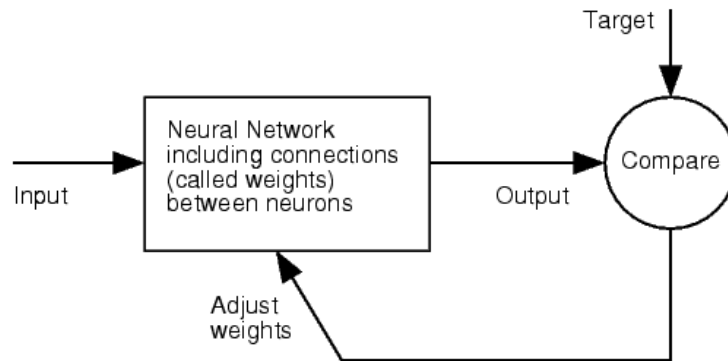 Target
Neural Network
including connections
(called weights)
between neurons
Compare
Input
Output
Adjust
weights